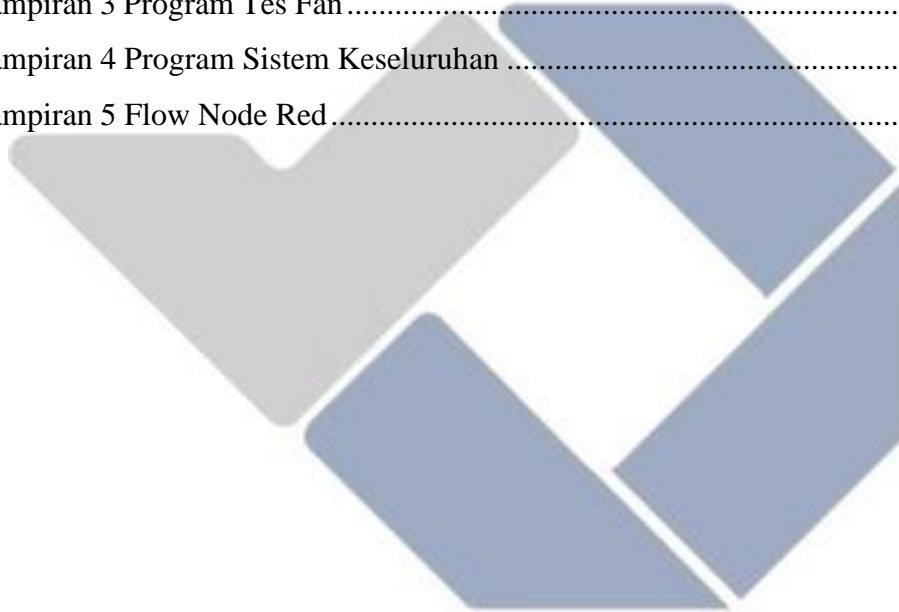 ampiran 3 Program Tes Fan....................................................................
ampiran 4 Program Sistem Keseluruhan ................................................
ampiran 5 Flow Node Red......................................................................